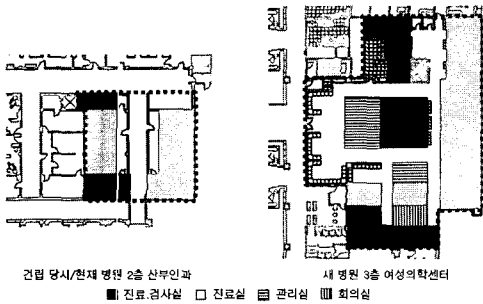 건립 당시/현재 병원 2층 산부인과
새 병원 3층 여성의학센터
진료.검사실 진료실 관리실 회의실